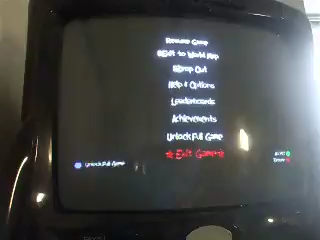 Resume Game
Exit to World Map
Drop Out
Help & Options
Leaderboards
Achievements
Unlock Full Game
Exit Game
Unlock Full Game
Select